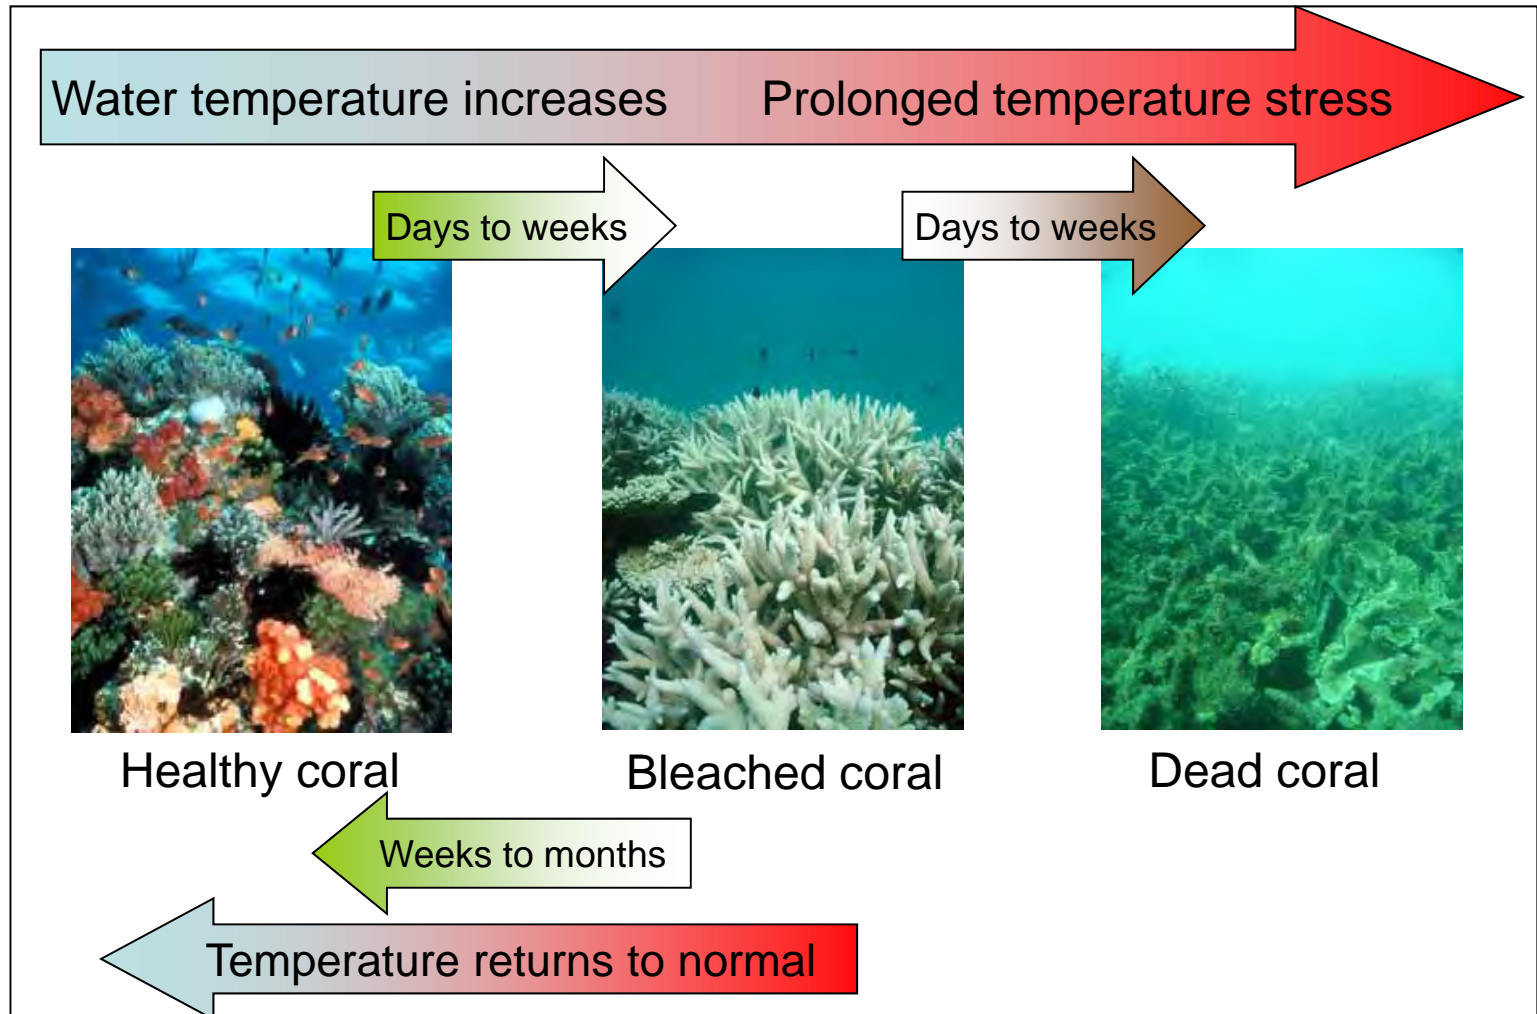 Water temperature increases Prolonged temperature stress
Days to weeks Days to weeks
Healthy coral Bleached coral Dead coral
Weeks to months
Temperature returns to normal